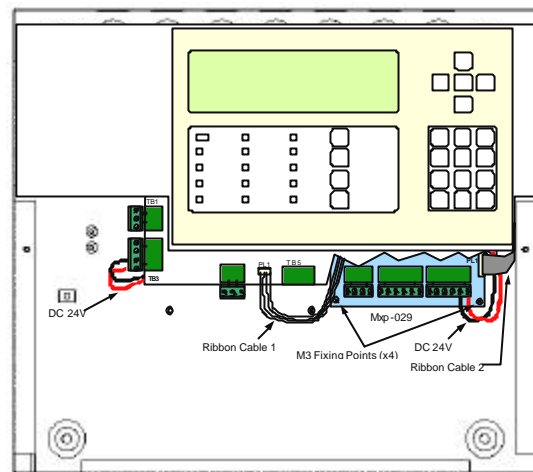 TB1
TB3
PL1
TB5
PL1
DC 24V
Mxp-029
Ribbon Cable 1
M3 Fixing Points (x4)
DC 24V
Ribbon Cable 2